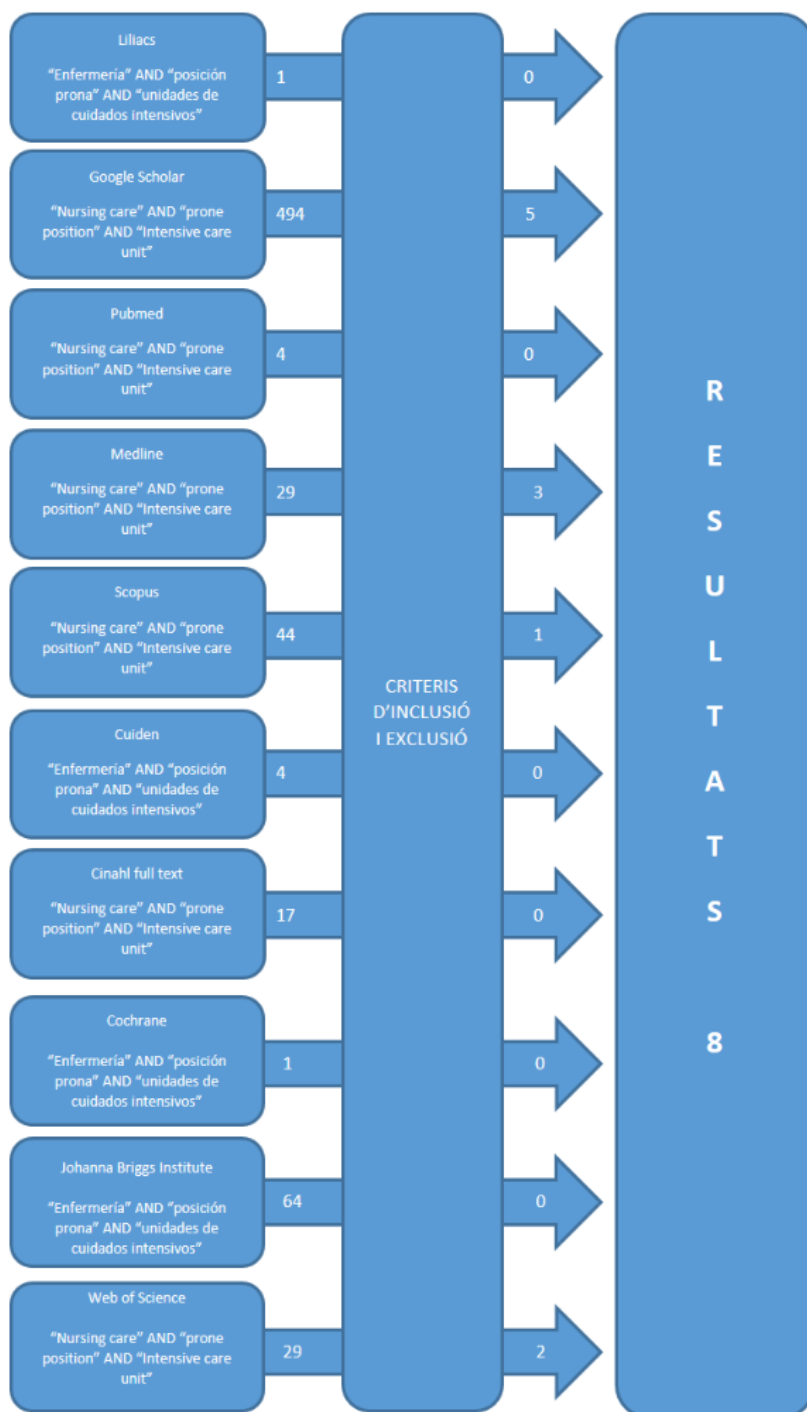 Liliacs
“Enfermería” AND “posición
prona” AND “unidades de
cuidados intensivos”
1
0
Google Scholar
“Nursing care” AND “prone
position” AND “Intensive care
unit”
494
5
Pubmed
“Nursing care” AND “prone
position” AND “Intensive care
unit”
4
0
Medline
“Nursing care” AND “prone
position” AND “Intensive care
unit”
29
3
Scopus
“Nursing care” AND “prone
position” AND “Intensive care
unit”
44
1
Cuiden
“Enfermería” AND “posición
prona” AND “unidades de
cuidados intensivos”
4
0
Cinahl full text
“Nursing care” AND “prone
position” AND “Intensive care
unit”
17
0
Cochrane
“Enfermería” AND “posición
prona” AND “unidades de
cuidados intensivos”
1
0
Johanna Briggs Institute
“Enfermería” AND “posición
prona” AND “unidades de
cuidados intensivos”
64
0
Web of Science
“Nursing care” AND “prone
position” AND “Intensive care
unit”
29
2
CRITERIS
D’INCLUSIÓ
I EXCLUSIÓ
R
E
S
U
L
T
A
T
S
8